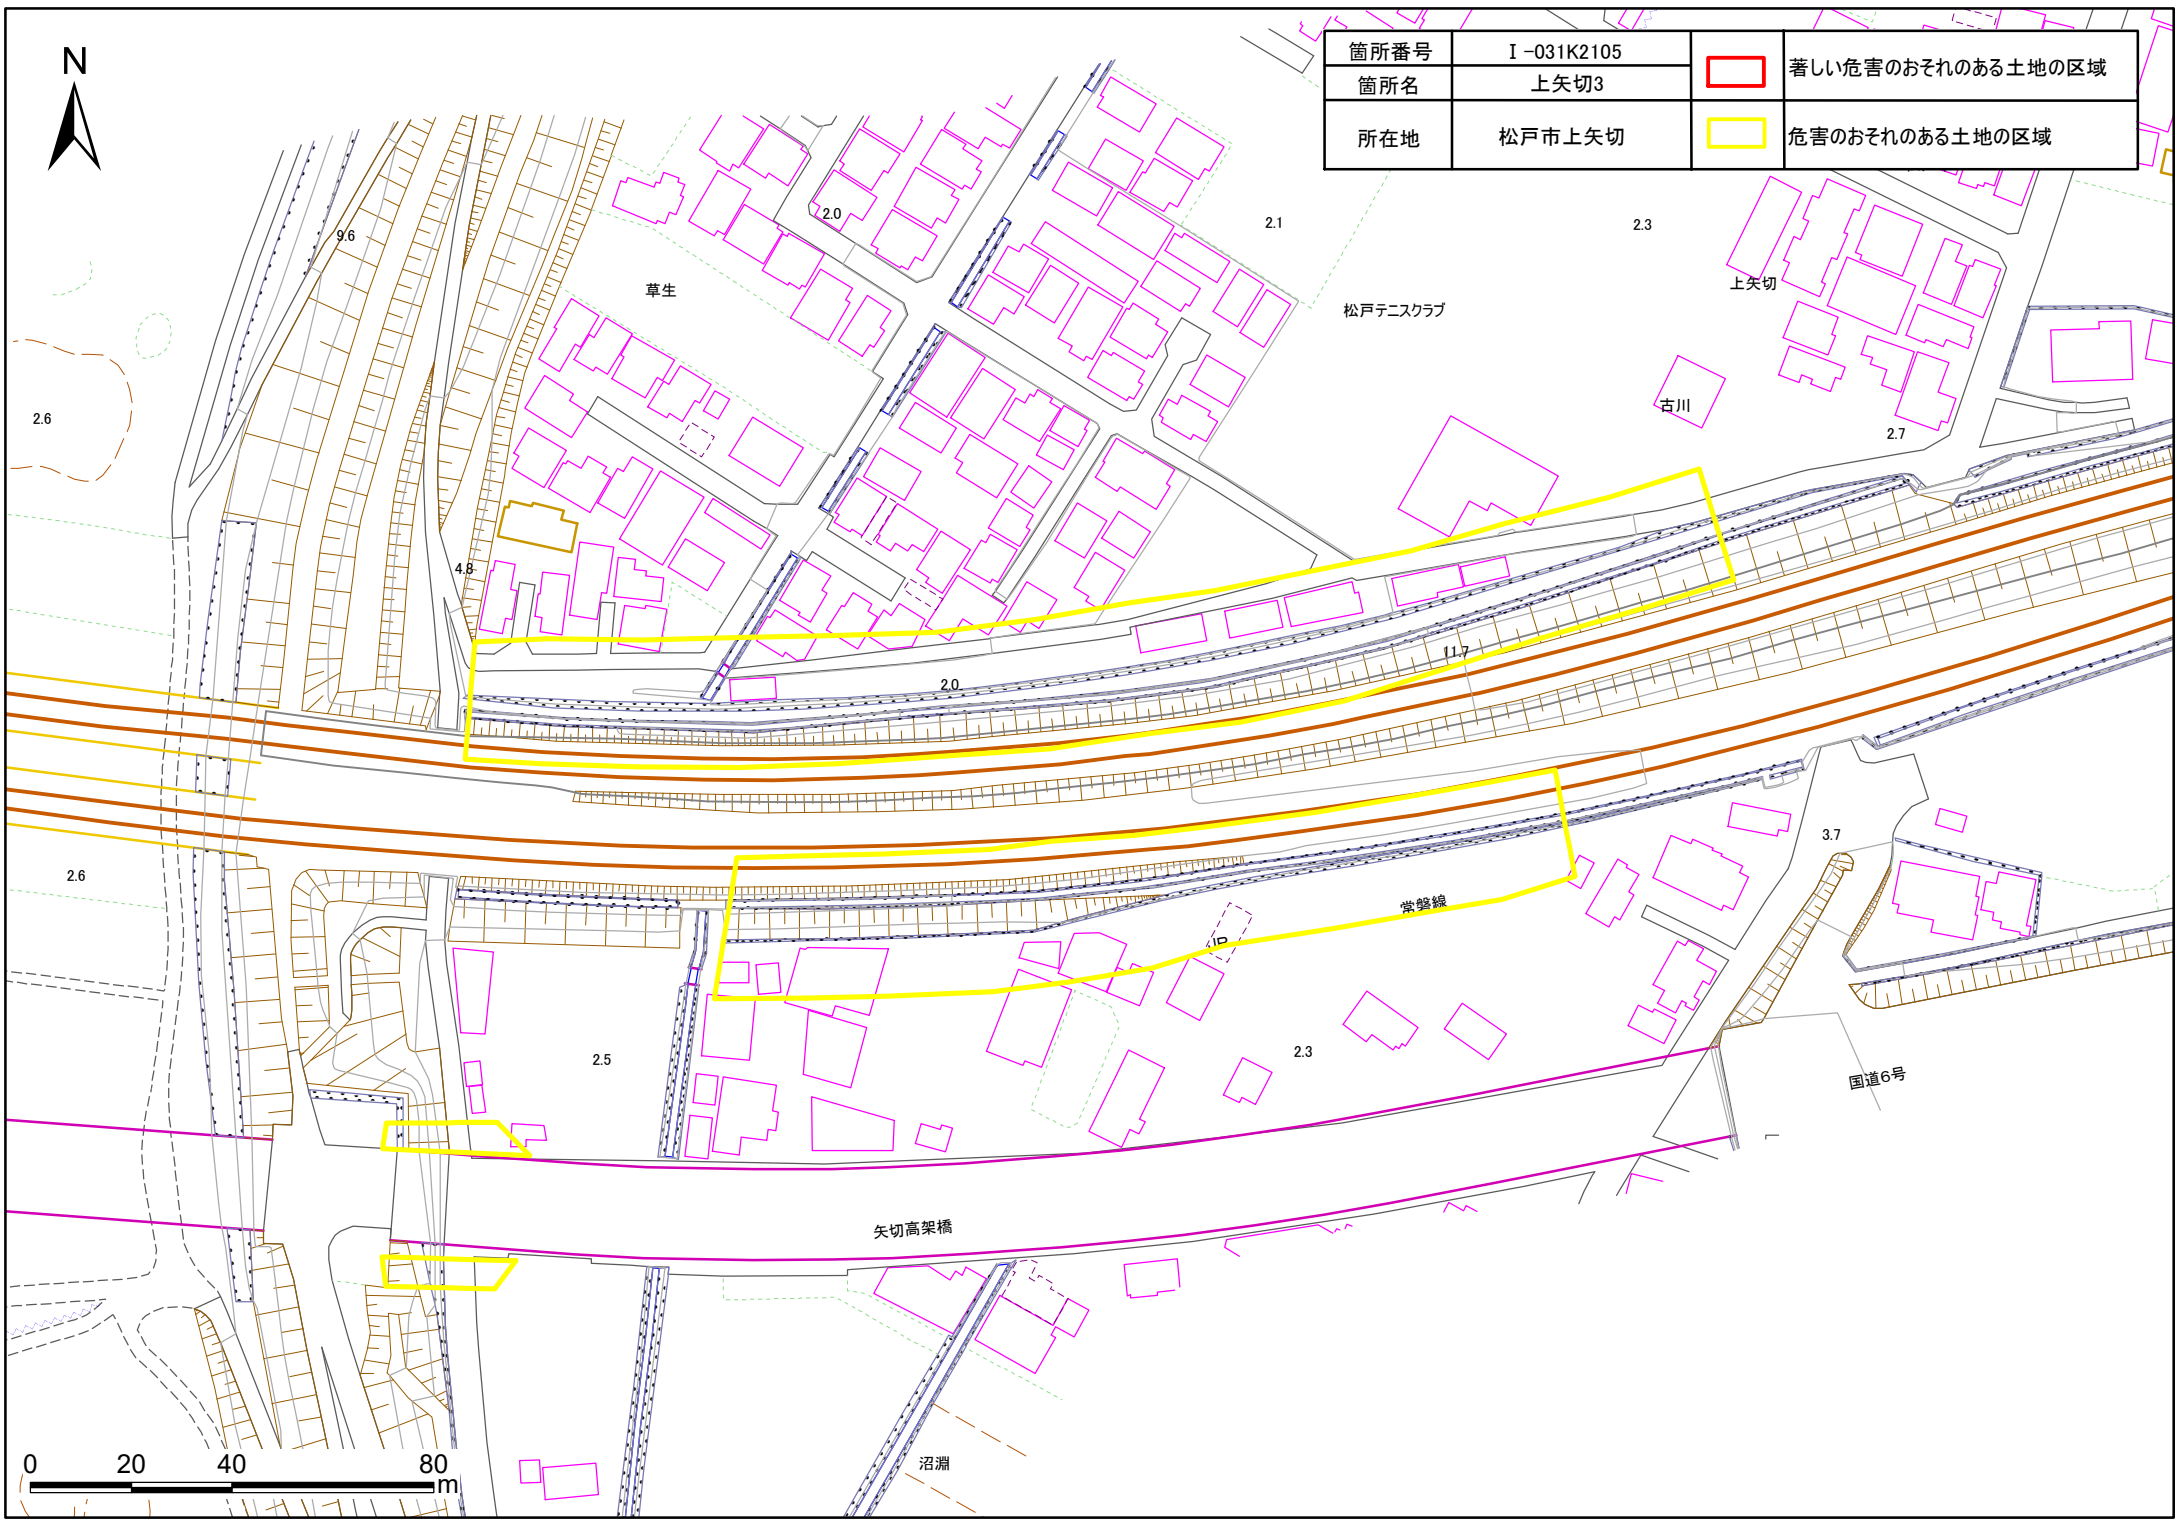 N
箇所番号 Ⅰ-031K2105
箇所名 上矢切3
所在地 松戸市上矢切
著しい危害のおそれのある土地の区域
危害のおそれのある土地の区域
2.0
2.1
2.3
9.6
草生
松戸テニスクラブ
上矢切
古川
2.6
2.7
4.8
11.7
2.0
3.7
2.6
常磐線
JR
2.5
2.3
国道6号
矢切高架橋
沼淵
0 20 40 80
m